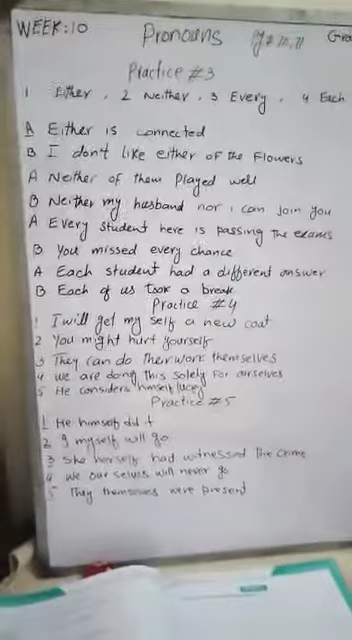 WEEK:10 Pronouns
Practice #3
1 Either, 2 Neither, 3 Every, 4 Each
A Either is connected
B I don't like either of the Flowers
A Neither of them Played well
B Neither my husband nor i can join you
A Every student here is passing the exams
B You missed every chance
A Each student had a different answer
B Each of us took a break
Practice #4
1 I will get my self a new coat
2 You might hurt yourself
3 They can do their work themselves
4 we are doing this solely For ourselves
5 He considers himself lucky
Practice #5
1 He himself did it
2 I myself will go
3 She herself had witnessed the crime
4 We our selves will never go
5 They themselves were present